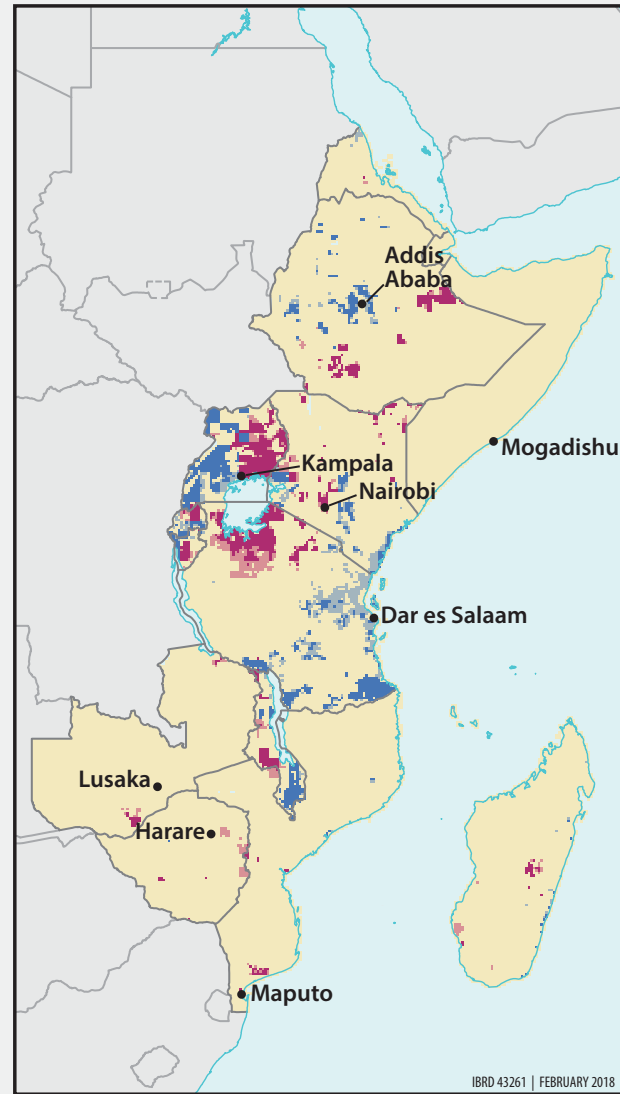 Addis
Ababa
Mogadishu
Kampala
Nairobi
Dar es Salaam
Lusaka
Harare
Maputo
IBRD 43261 | FEBRUARY 2018